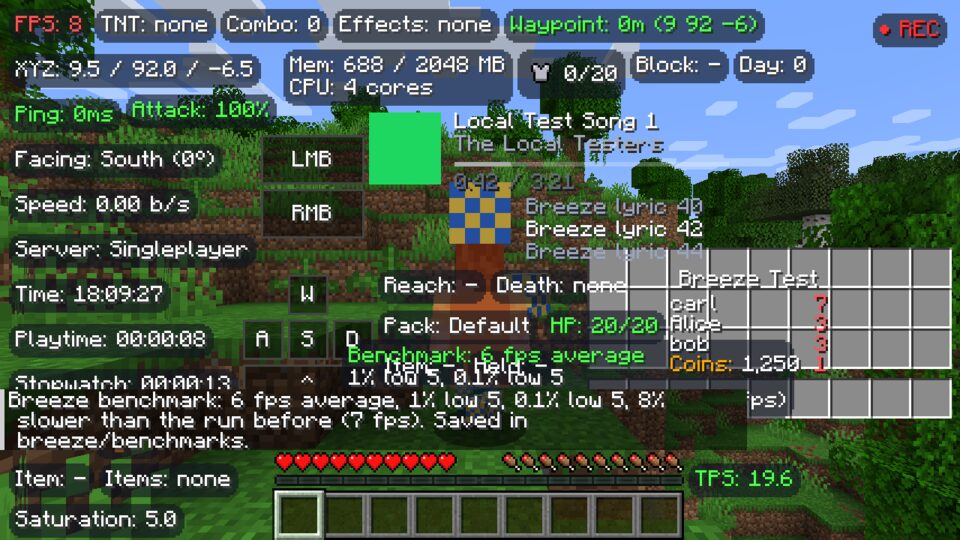 FPS: 8 TNT: none Combo: 0 Effects: none Waypoint: 0m (9 92 -6) REC
XYZ: 9.5 / 92.0 / -6.5
Mem: 688 / 2048 MB
CPU: 4 cores
0/20
Block: -
Day: 0
Ping: 0ms
Attack: 100%
Local Test Song 1
The Local Testers
0:42 / 3:21
Facing: South (0°)
LMB
Speed: 0.00 b/s
RMB
Breeze lyric 40
Breeze lyric 42
Breeze lyric 44
Server: Singleplayer
Reach: - Death: none
Breeze Test
Time: 18:09:27
W
carl 7
Alice 3
bob 3
Coins: 1,250 1
Pack: Default HP: 20/20
Playtime: 00:00:08
A S D
Benchmark: 6 fps average
1% low 5, 0.1% low 5
Stopwatch: 00:00:13
Breeze benchmark: 6 fps average, 1% low 5, 0.1% low 5, 8%
slower than the run before (7 fps). Saved in
breeze/benchmarks.
fps)
Item: - Items: none
TPS: 19.6
Saturation: 5.0